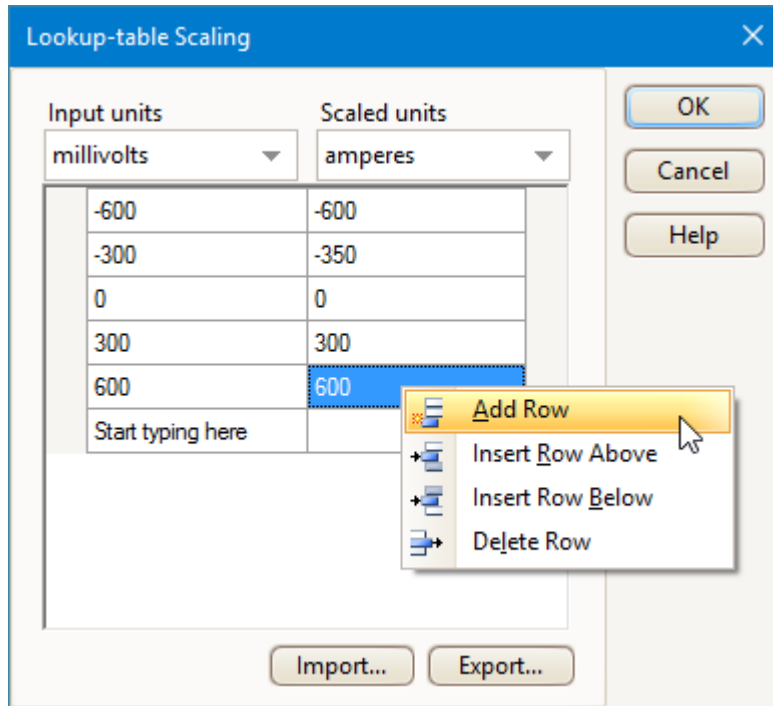 Lookup-table Scaling
Input units Scaled units
millivolts amperes
-600 -600
-300 -350
0 0
300 300
600 600
Start typing here
Add Row
Insert Row Above
Insert Row Below
Delete Row
OK
Cancel
Help
Import... Export...